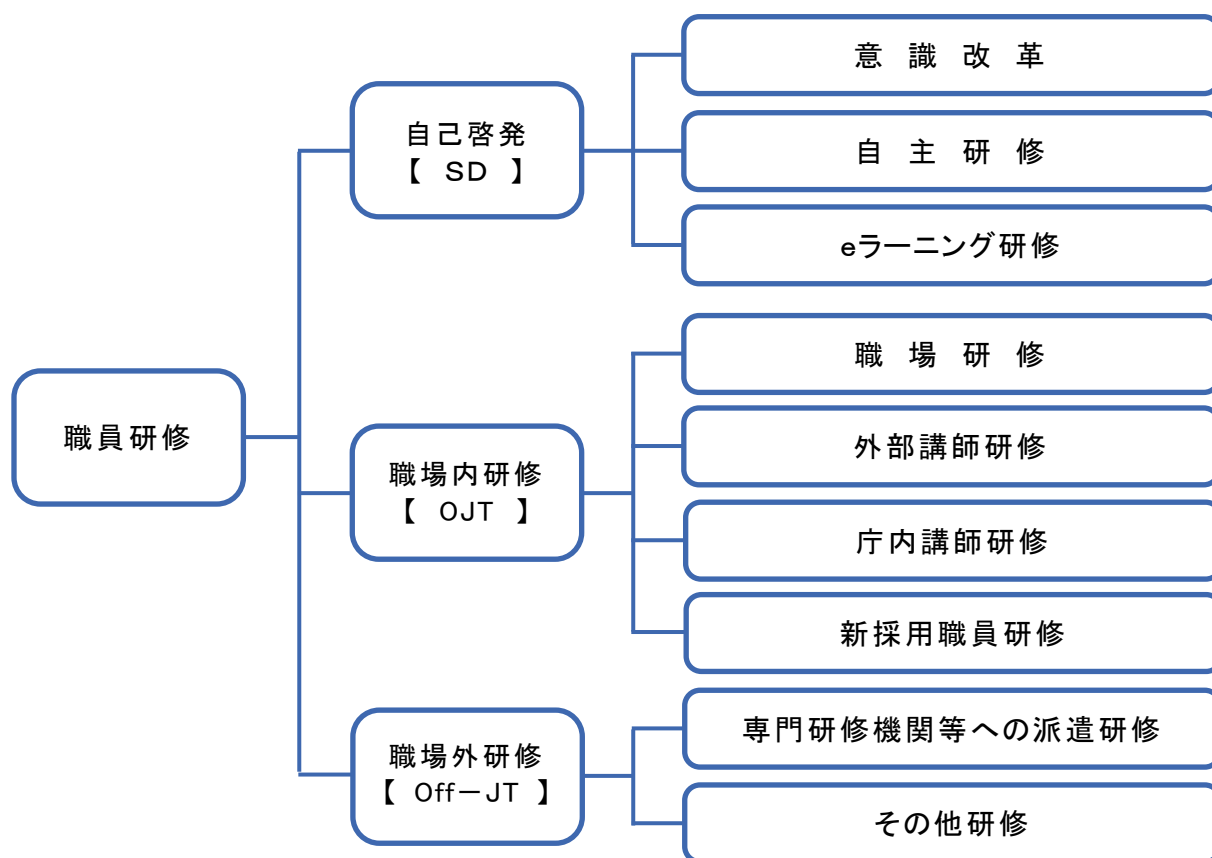 職員研修
自己啓発
【 SD 】
意 識 改 革
自 主 研 修
eラーニング研修
職場内研修
【 OJT 】
職 場 研 修
外部講師研修
庁内講師研修
新採用職員研修
職場外研修
【 Off－JT 】
専門研修機関等への派遣研修
その他研修